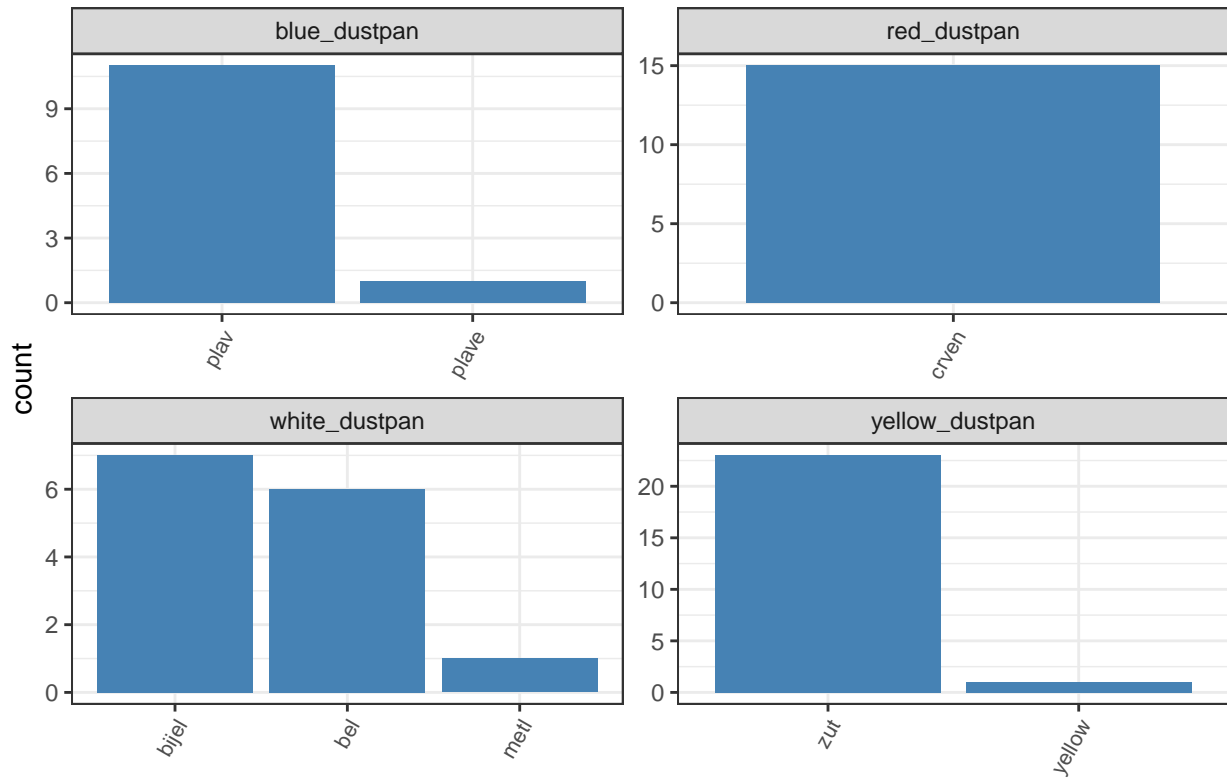 blue_dustpan
9
6
3
0
plav
plave
red_dustpan
15
10
5
0
crven
count
white_dustpan
6
4
2
0
bijel
bel
metl
yellow_dustpan
20
15
10
5
0
zut
yellow